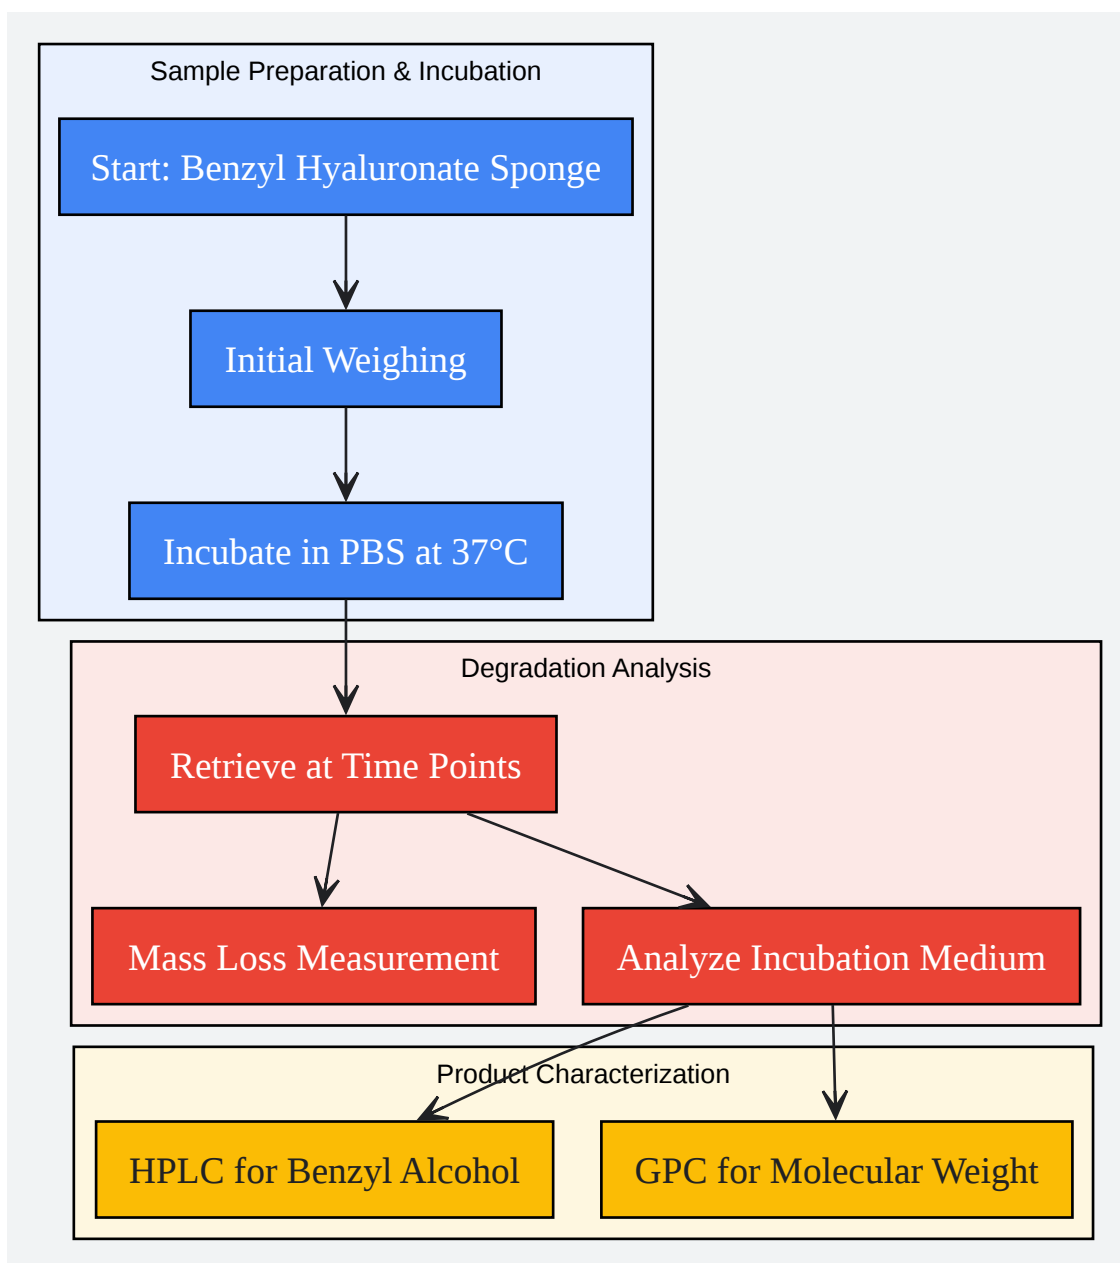 Sample Preparation & Incubation
Start: Benzyl Hyaluronate Sponge
Initial Weighing
Incubate in PBS at 37°C
Degradation Analysis
Retrieve at Time Points
Mass Loss Measurement
Analyze Incubation Medium
Product Characterization
HPLC for Benzyl Alcohol
GPC for Molecular Weight